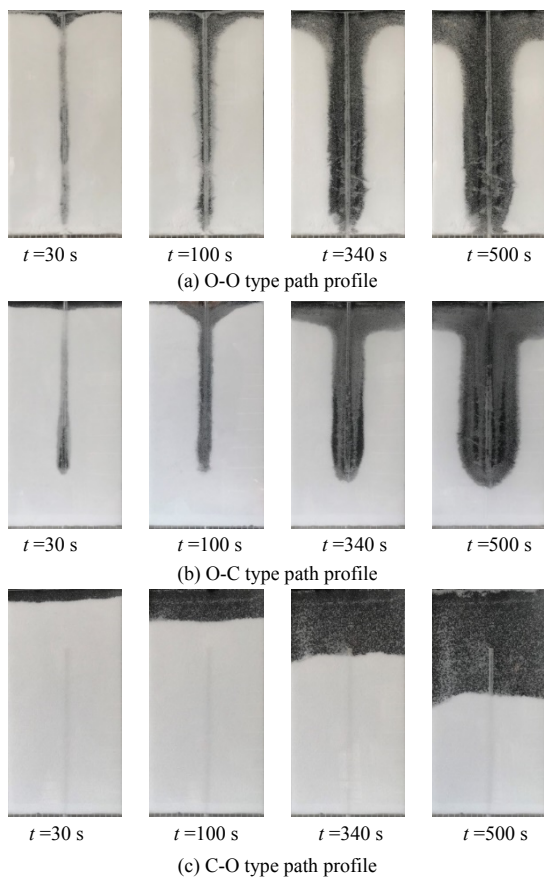 t =30 s t =100 s t =340 s t =500 s
(a) O-O type path profile
t =30 s t =100 s t =340 s t =500 s
(b) O-C type path profile
t =30 s t =100 s t =340 s t =500 s
(c) C-O type path profile